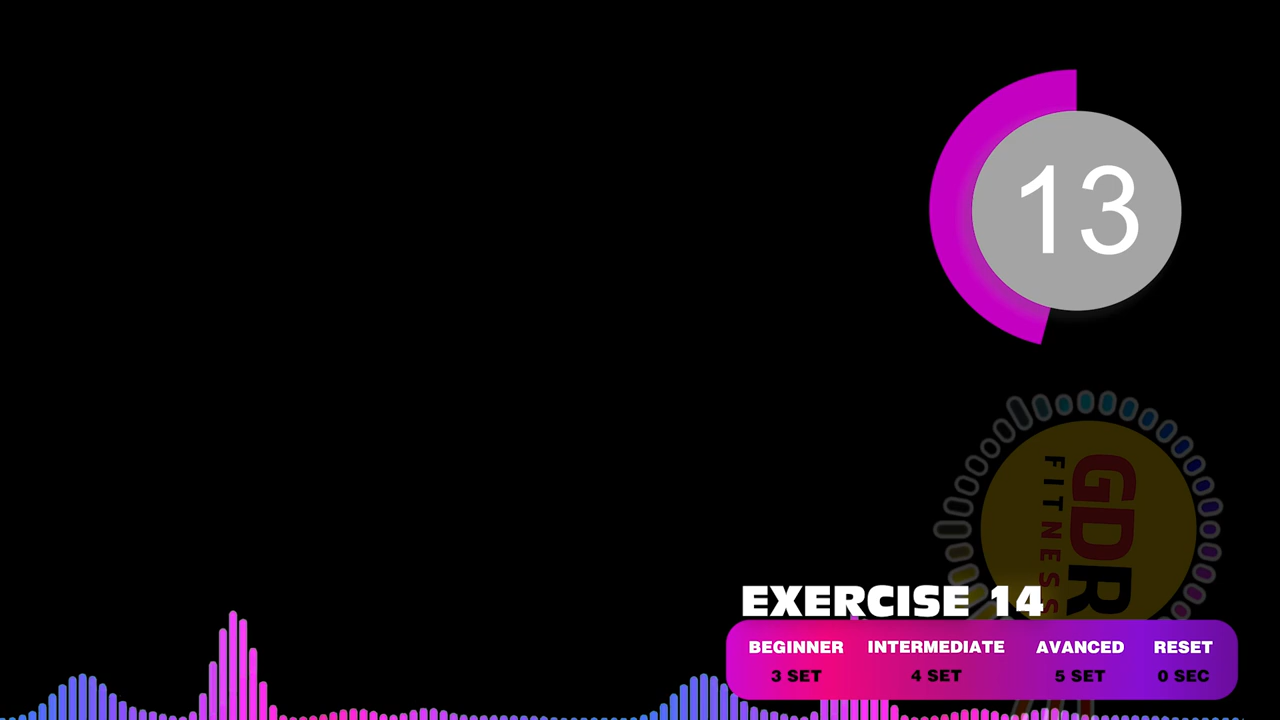 13
GDR
FITNESS
EXERCISE 14
BEGINNER INTERMEDIATE AVANCED RESET
3 SET 4 SET 5 SET 0 SEC